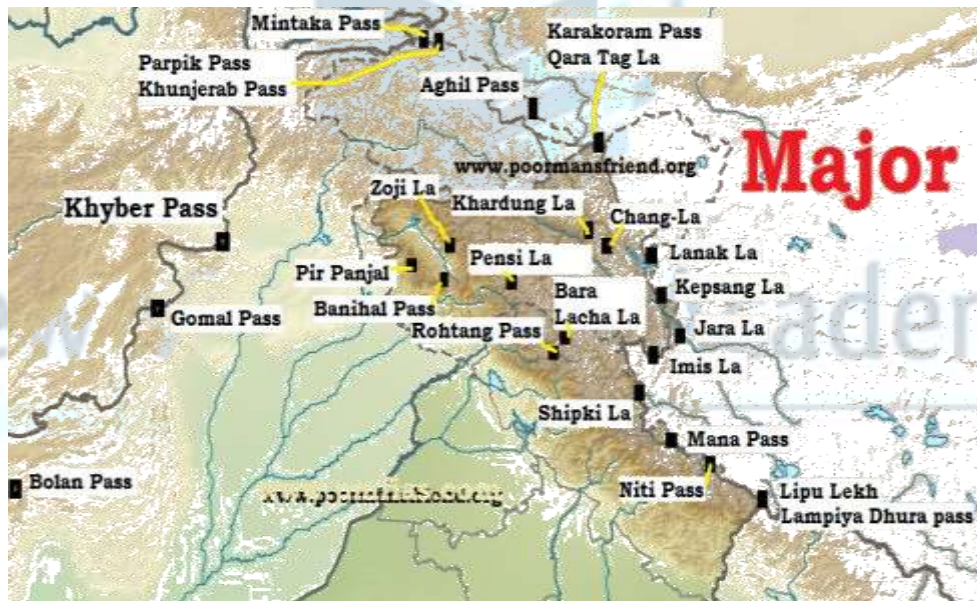 Mintaka Pass
Karakoram Pass
Qara Tag La
Parpik Pass
Khunjerab Pass
Aghil Pass
www.poormansfriend.org
Major
Zoji La
Khardung La
Khyber Pass
Chang-La
Pensi La
Lanak La
Pir Panjal
Bara
Lacha La
Kepsang La
Banihal Pass
Gomal Pass
Rohtang Pass
Jara La
Imis La
Shipki La
Mana Pass
Bolan Pass
Niti Pass
Lipu Lekh
Lampiya Dhura pass